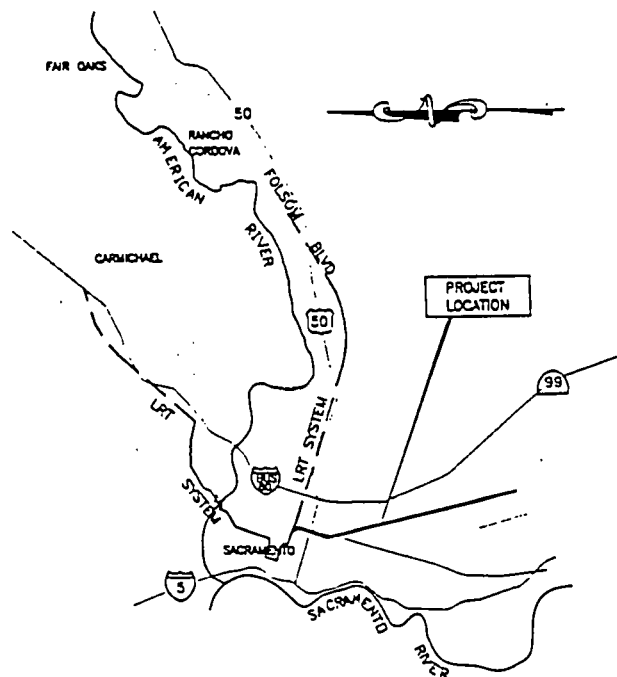 FAIR OAKS
50
RANCHO
CORDOVA
AMERICAN
RIVER
FOLSOM BLVD
CARMICHAEL
PROJECT
LOCATION
50
99
LRT
SYSTEM
LRT SYSTEM
BUS
80
SACRAMENTO
5
SACRAMENTO
RIVER